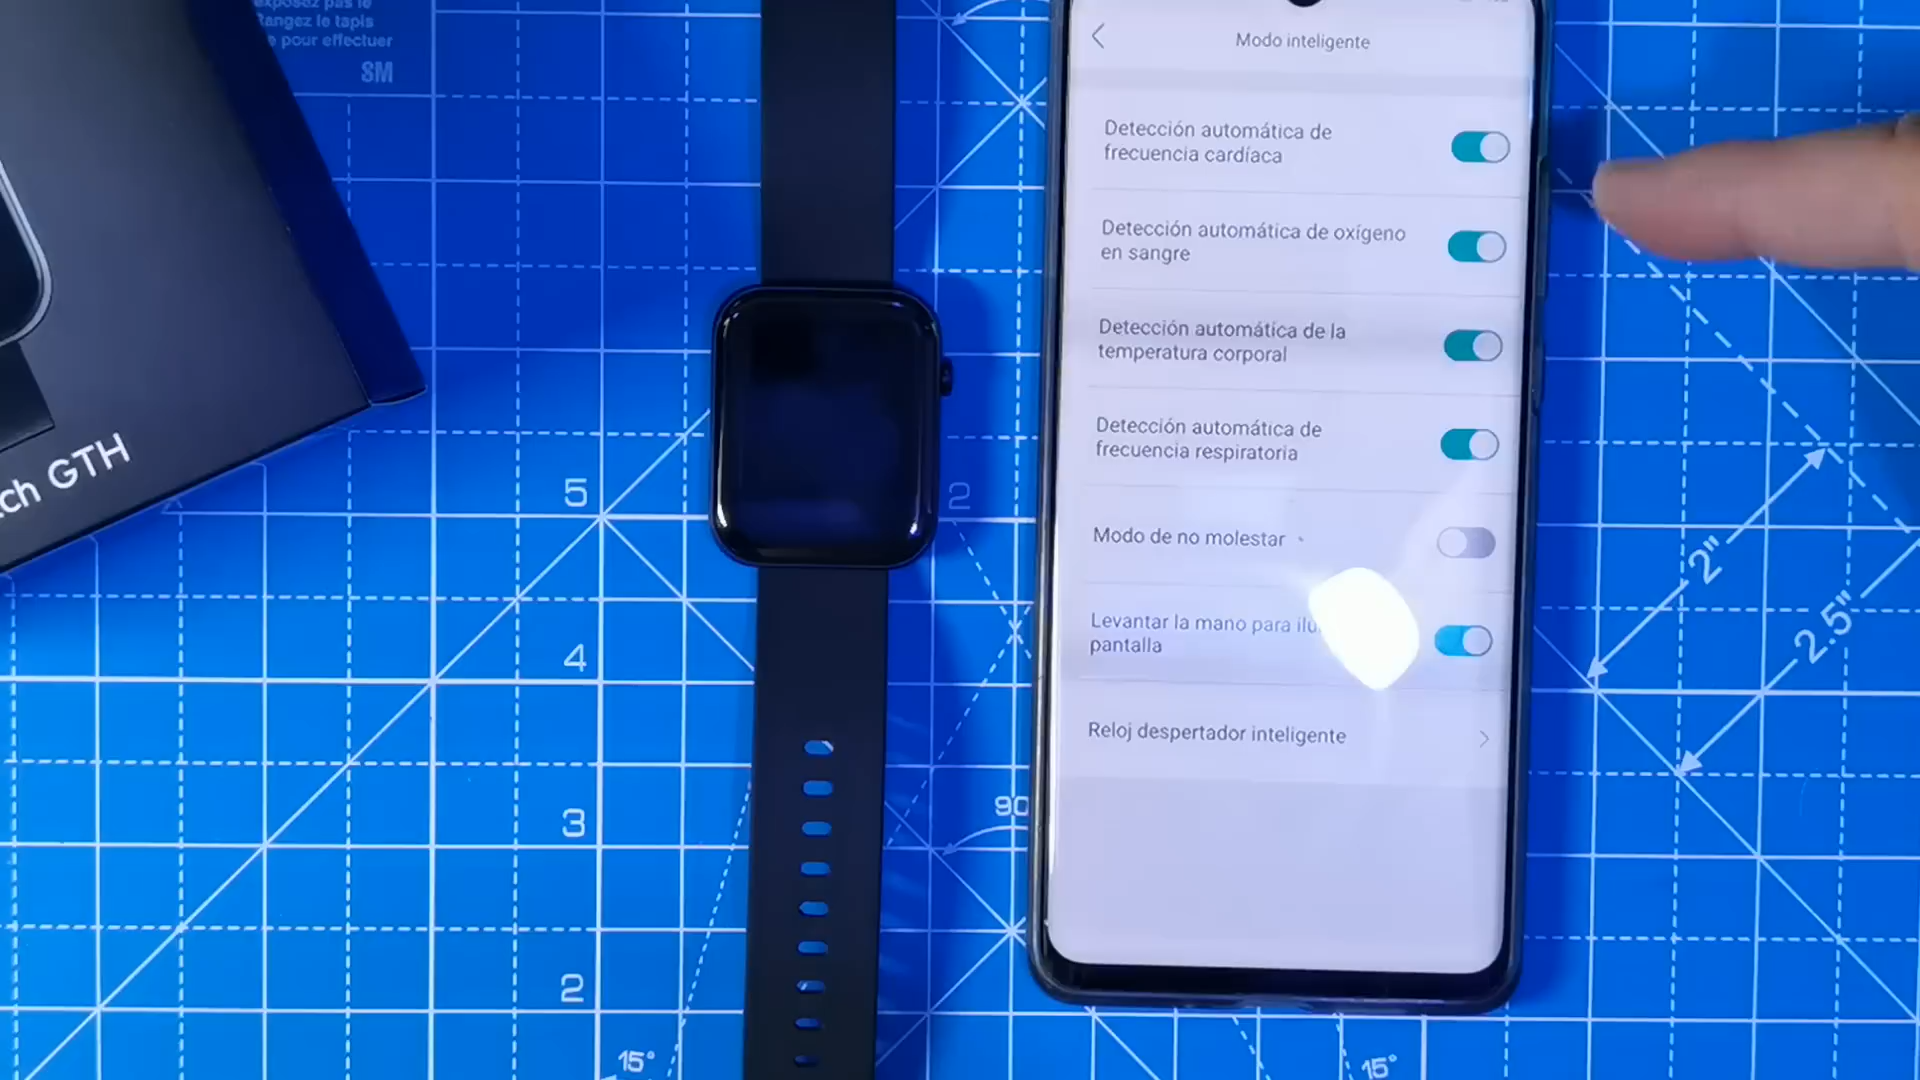 exposez pas le
Rangez le tapis
pour effectuer
SM
ch GTH
Modo inteligente
Detección automática de
frecuencia cardíaca
Detección automática de oxígeno
en sangre
Detección automática de la
temperatura corporal
Detección automática de
frecuencia respiratoria
Modo de no molestar
Levantar la mano para
pantalla
Reloj despertador inteligente
5
4
3
2
2
90
15°
15°
2"
2.5"